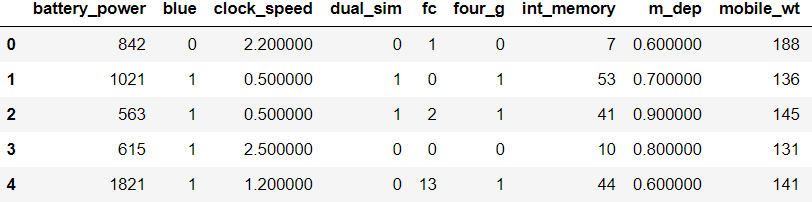 battery_power blue clock_speed dual_sim fc four_g int_memory m_dep mobile_wt
0 842 0 2.200000 0 1 0 7 0.600000 188
1 1021 1 0.500000 1 0 1 53 0.700000 136
2 563 1 0.500000 1 2 1 41 0.900000 145
3 615 1 2.500000 0 0 0 10 0.800000 131
4 1821 1 1.200000 0 13 1 44 0.600000 141